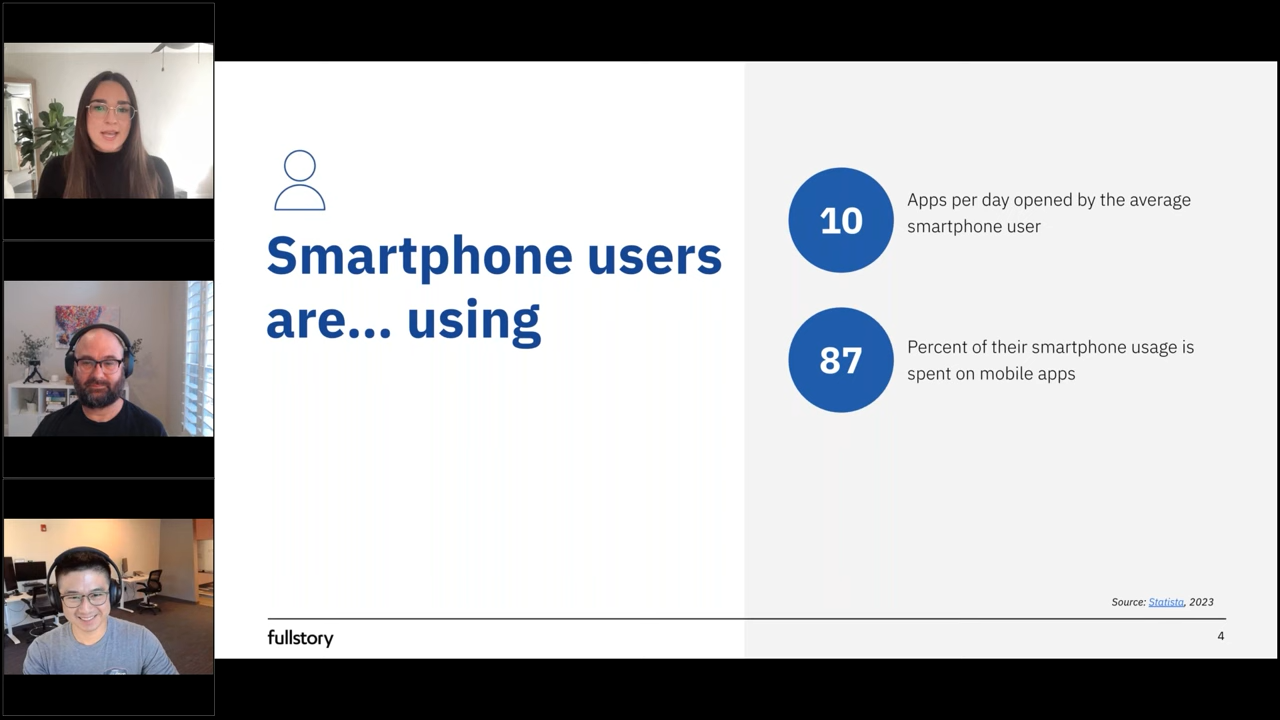 Smartphone users
are... using
10
Apps per day opened by the average
smartphone user
87
Percent of their smartphone usage is
spent on mobile apps
Source: Statista, 2023
fullstory
4